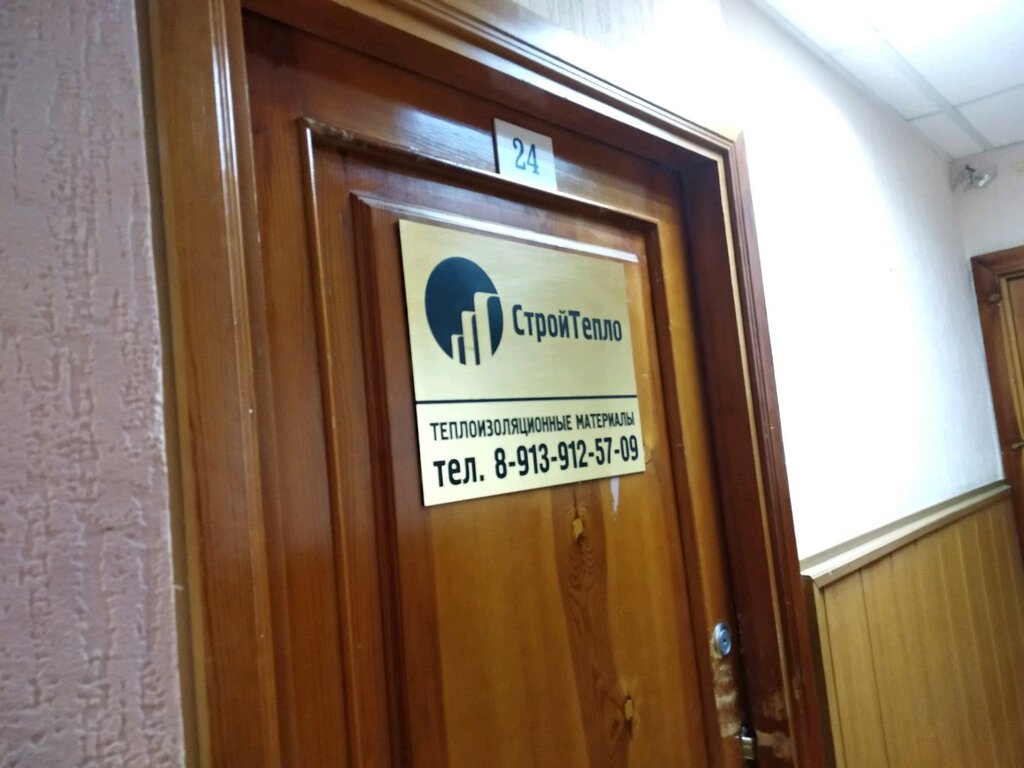 24
СтройТепло
ТЕПЛОИЗОЛЯЦИОННЫЕ МАТЕРИАЛЫ
тел. 8-913-912-57-09